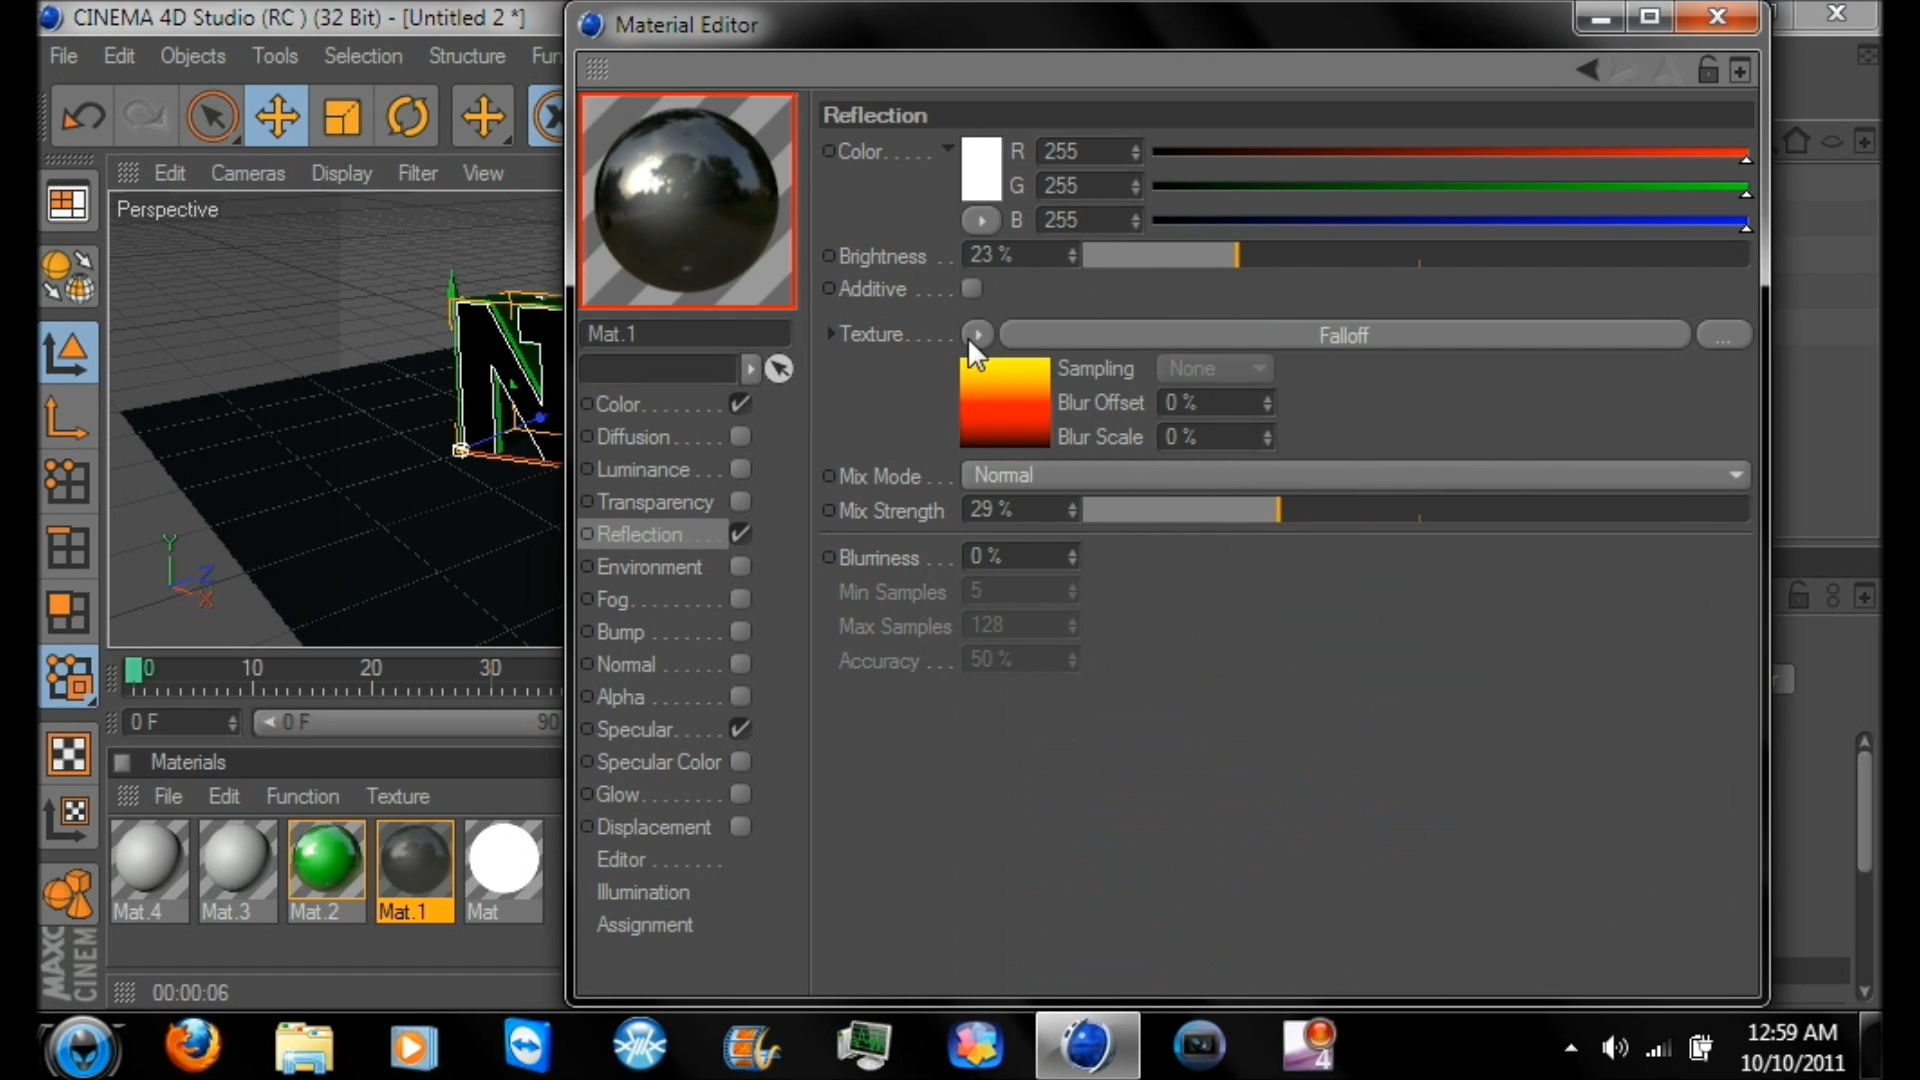 CINEMA 4D Studio (RC ) (32 Bit) - [Untitled 2 *]
Material Editor
File Edit Objects Tools Selection Structure Fun
Edit Cameras Display Filter View
Perspective
Reflection
Color..... R 255
G 255
B 255
Brightness .. 23 %
Additive ....
Texture..... Falloff ...
Sampling None
Blur Offset 0 %
Blur Scale 0 %
Mix Mode ... Normal
Mix Strength 29 %
Blurriness ... 0 %
Min Samples 5
Max Samples 128
Accuracy ... 50 %
Mat.1
Color........
Diffusion.....
Luminance...
Transparency
Reflection....
Environment
Fog.........
Bump.......
Normal......
Alpha.......
Specular.....
Specular Color
Glow........
Displacement
Editor.......
Illumination
Assignment
Y
Z
X
0 10 20 30
0 F 0 F 90
Materials
File Edit Function Texture
Mat.4 Mat.3 Mat.2 Mat.1 Mat
MAXC
CINEM
00:00:06
4
12:59 AM
10/10/2011